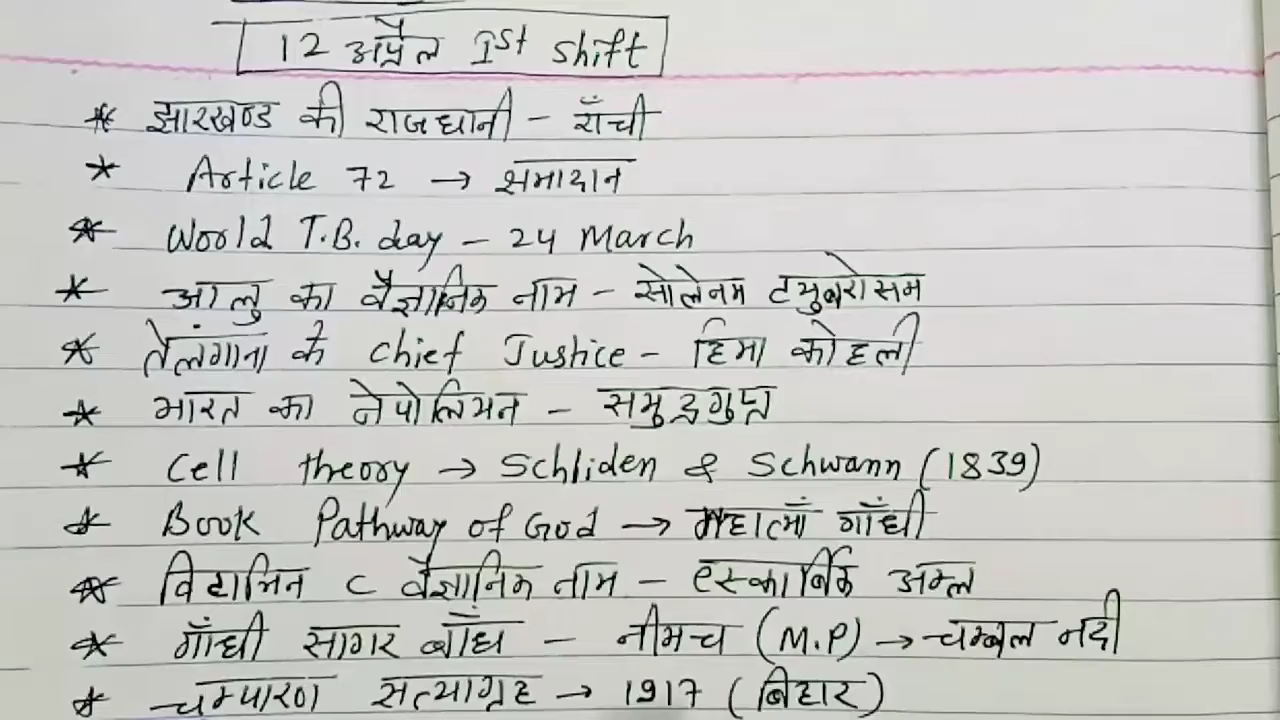 12 अप्रैल Ist shift
* झारखण्ड की राजधानी - राँची
* Article 72 → क्षमादान
* World T.B. day - 24 March
* आलु का वैज्ञानिक नाम - सोलेनम ट्युबरोसम
* तेलंगाना के Chief Justice - हिमा कोहली
* भारत का नेपोलियन - समुद्रगुप्त
* Cell theory → Schliden & Schwann (1839)
* Book Pathway of God → महात्माँ गाँधी
* विटामिन C वैज्ञानिक नाम - एस्कार्बिक अम्ल
* गाँधी सागर बाँध - नीमच (M.P) → चम्बल नदी
* चम्पारण सत्याग्रह → 1917 (बिहार)